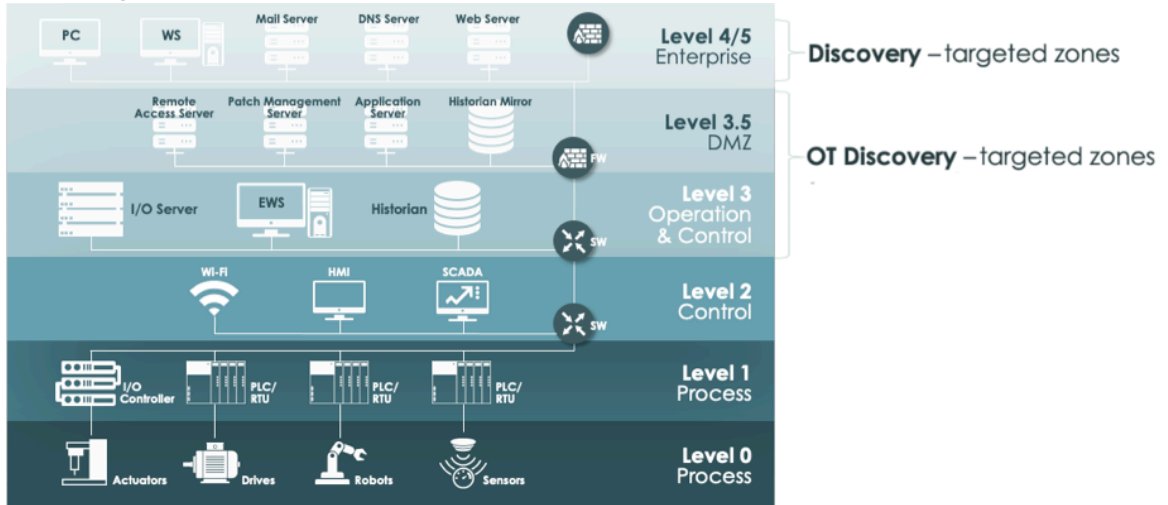 PC
WS
Mail Server
DNS Server
Web Server
Level 4/5
Enterprise
Discovery – targeted zones
Remote
Access Server
Patch Management
Server
Application
Server
Historian Mirror
FW
Level 3.5
DMZ
OT Discovery – targeted zones
I/O Server
EWS
Historian
SW
Level 3
Operation
& Control
Wi-Fi
HMI
SCADA
SW
Level 2
Control
I/O
Controller
PLC/
RTU
PLC/
RTU
PLC/
RTU
Level 1
Process
Actuators
Drives
Robots
Sensors
Level 0
Process